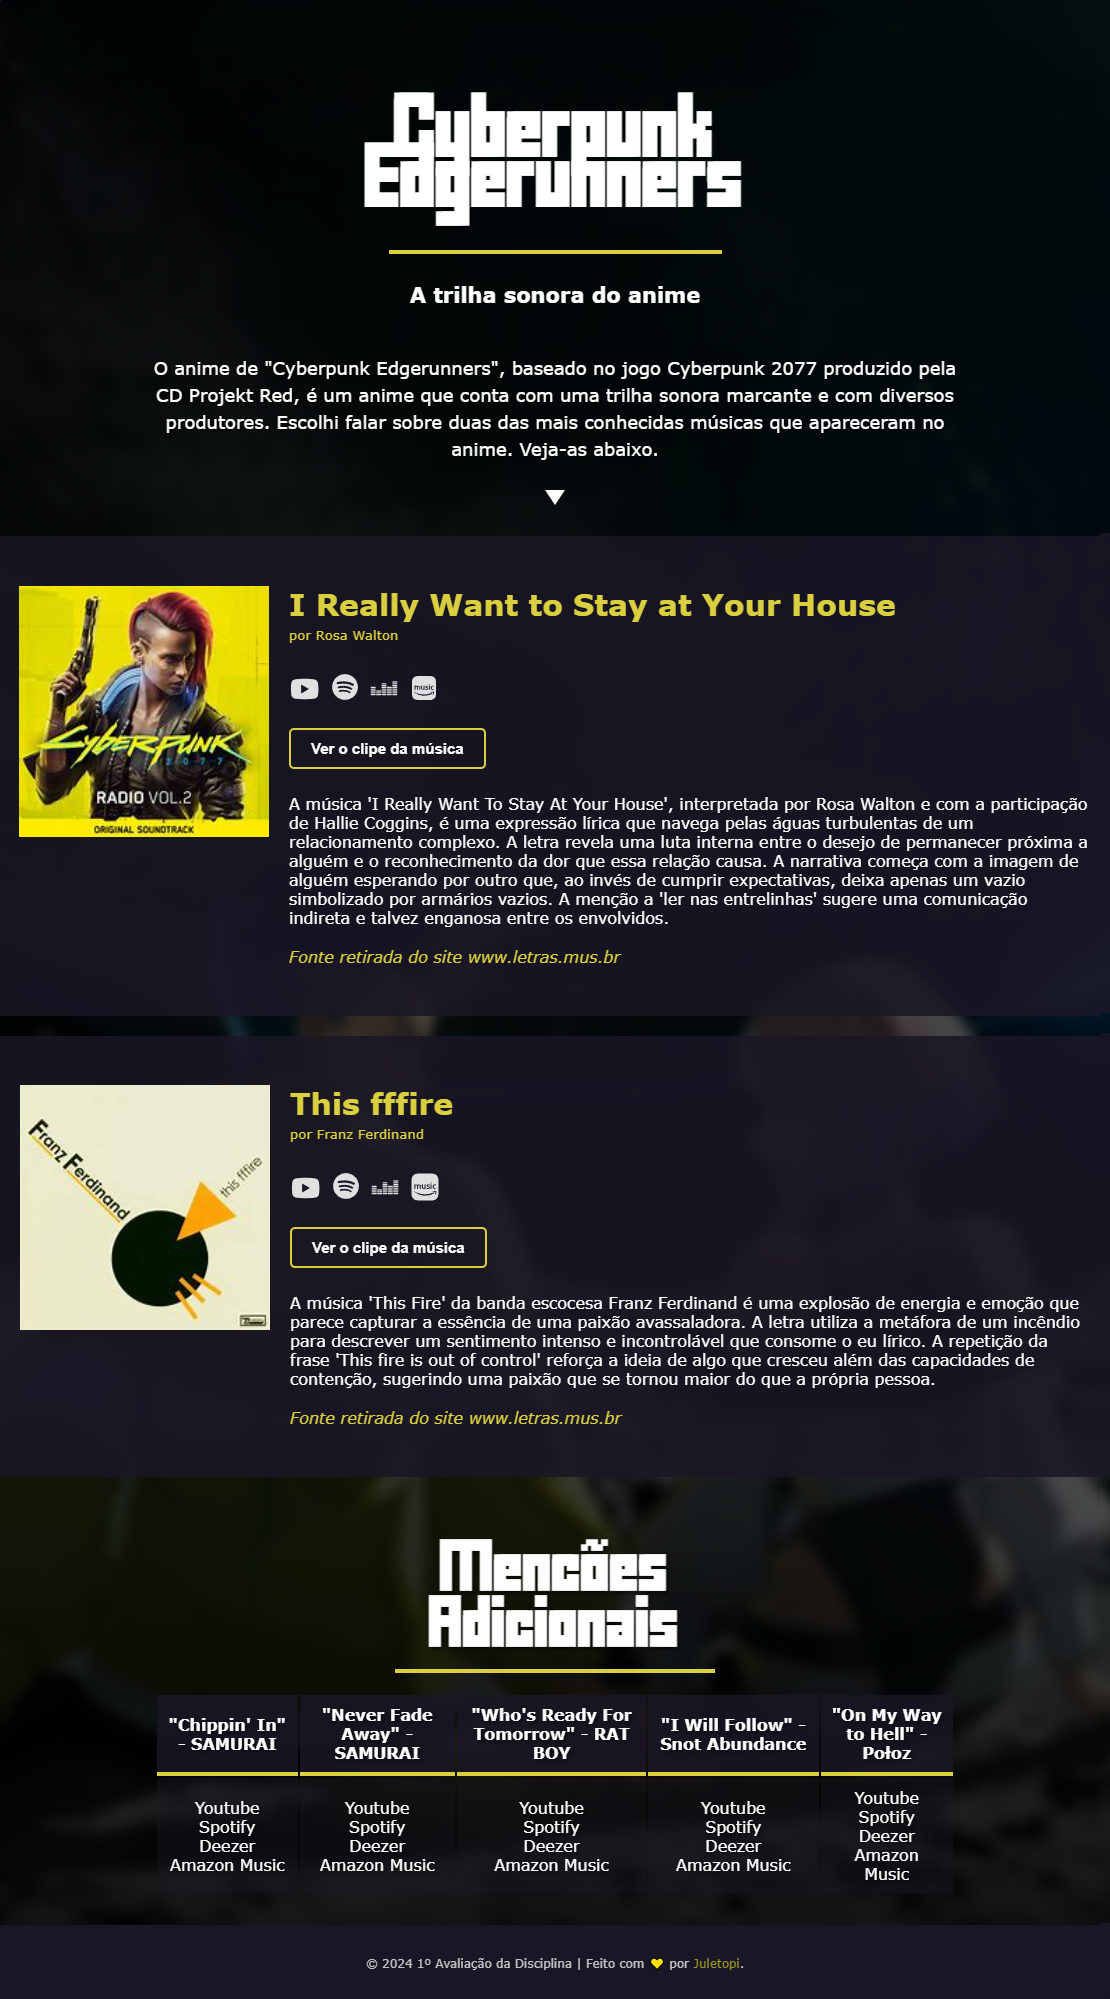 Cyberpunk
Edgerunners
A trilha sonora do anime
O anime de "Cyberpunk Edgerunners", baseado no jogo Cyberpunk 2077 produzido pela
CD Projekt Red, é um anime que conta com uma trilha sonora marcante e com diversos
produtores. Escolhi falar sobre duas das mais conhecidas músicas que apareceram no
anime. Veja-as abaixo.
CYBERPUNK
2077
RADIO VOL.2
ORIGINAL SOUNDTRACK
I Really Want to Stay at Your House
por Rosa Walton
music
Ver o clipe da música
A música 'I Really Want To Stay At Your House', interpretada por Rosa Walton e com a participação
de Hallie Coggins, é uma expressão lírica que navega pelas águas turbulentas de um
relacionamento complexo. A letra revela uma luta interna entre o desejo de permanecer próxima a
alguém e o reconhecimento da dor que essa relação causa. A narrativa começa com a imagem de
alguém esperando por outro que, ao invés de cumprir expectativas, deixa apenas um vazio
simbolizado por armários vazios. A menção a 'ler nas entrelinhas' sugere uma comunicação
indireta e talvez enganosa entre os envolvidos.
Fonte retirada do site www.letras.mus.br
Franz Ferdinand
this fffire
This fffire
por Franz Ferdinand
music
Ver o clipe da música
A música 'This Fire' da banda escocesa Franz Ferdinand é uma explosão de energia e emoção que
parece capturar a essência de uma paixão avassaladora. A letra utiliza a metáfora de um incêndio
para descrever um sentimento intenso e incontrolável que consome o eu lírico. A repetição da
frase 'This fire is out of control' reforça a ideia de algo que cresceu além das capacidades de
contenção, sugerindo uma paixão que se tornou maior do que a própria pessoa.
Fonte retirada do site www.letras.mus.br
Mencões
Adicionais
"Chippin' In"
- SAMURAI
"Never Fade
Away" -
SAMURAI
"Who's Ready For
Tomorrow" - RAT
BOY
"I Will Follow" -
Snot Abundance
"On My Way
to Hell" -
Połoz
Youtube
Spotify
Deezer
Amazon Music
Youtube
Spotify
Deezer
Amazon Music
Youtube
Spotify
Deezer
Amazon Music
Youtube
Spotify
Deezer
Amazon Music
Youtube
Spotify
Deezer
Amazon
Music
© 2024 1º Avaliação da Disciplina | Feito com ❤ por Juletopi.